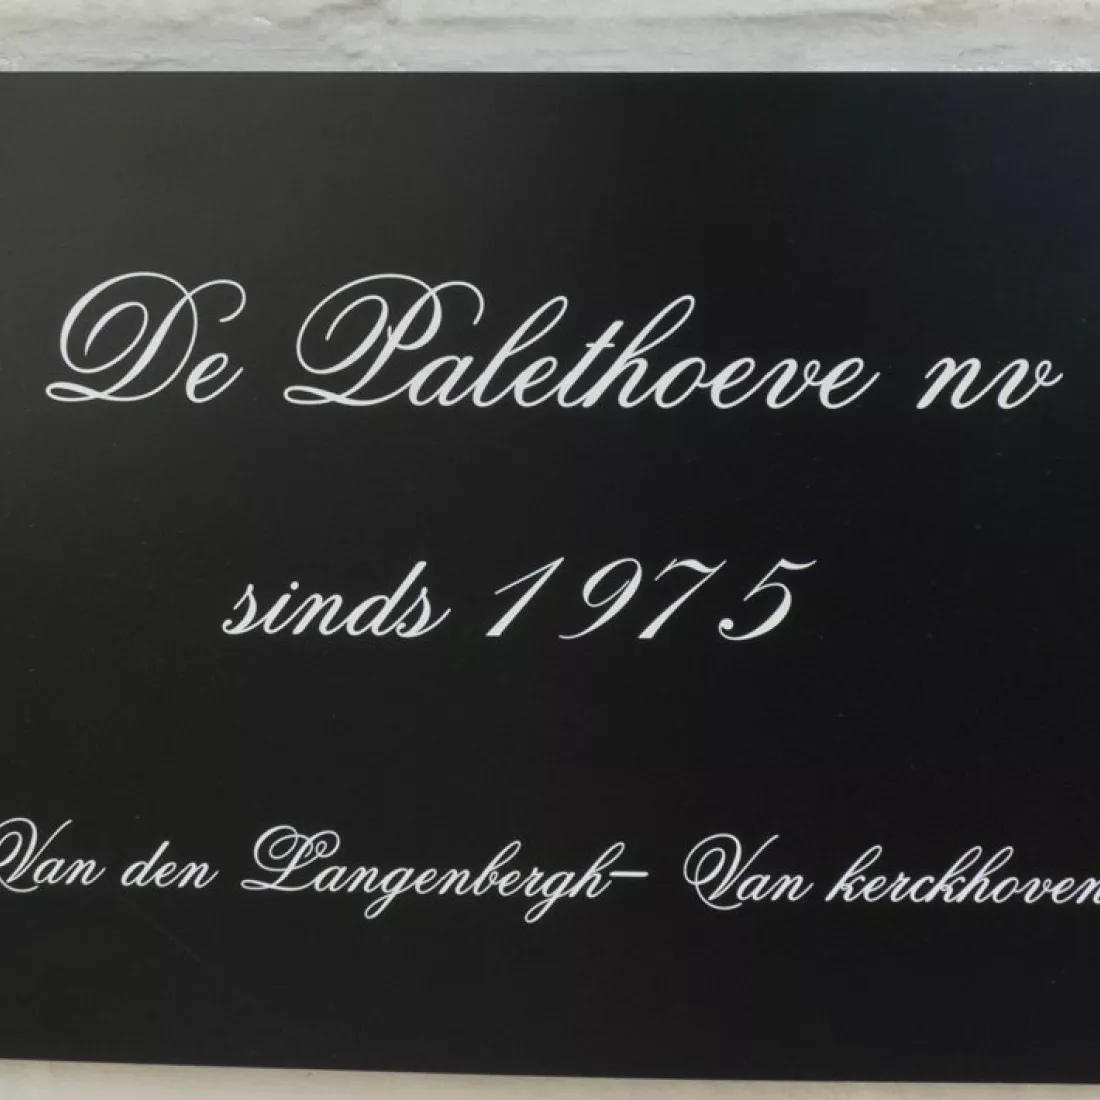 De Palethoeve nv
sinds 1975
Van den Langenbergh- Van kerckhoven